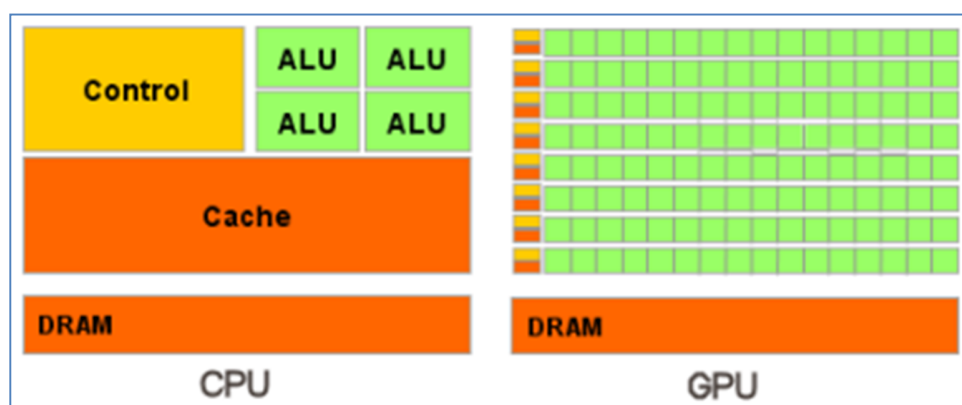 Control
ALU ALU
ALU ALU
Cache
DRAM
CPU
DRAM
GPU